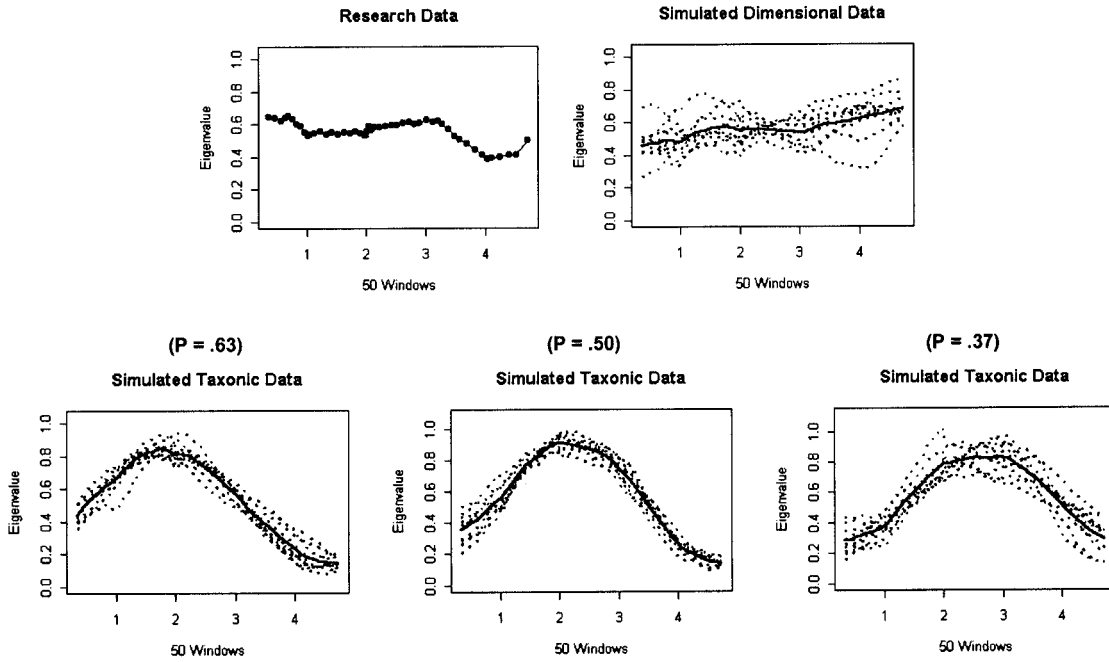 Research Data
Eigenvalue
0.0 0.2 0.4 0.6 0.8 1.0
1 2 3 4
50 Windows
Simulated Dimensional Data
Eigenvalue
0.0 0.2 0.4 0.6 0.8 1.0
1 2 3 4
50 Windows
(P = .63)
Simulated Taxonic Data
Eigenvalue
0.0 0.2 0.4 0.6 0.8 1.0
1 2 3 4
50 Windows
(P = .50)
Simulated Taxonic Data
Eigenvalue
0.0 0.2 0.4 0.6 0.8 1.0
1 2 3 4
50 Windows
(P = .37)
Simulated Taxonic Data
Eigenvalue
0.0 0.2 0.4 0.6 0.8 1.0
1 2 3 4
50 Windows